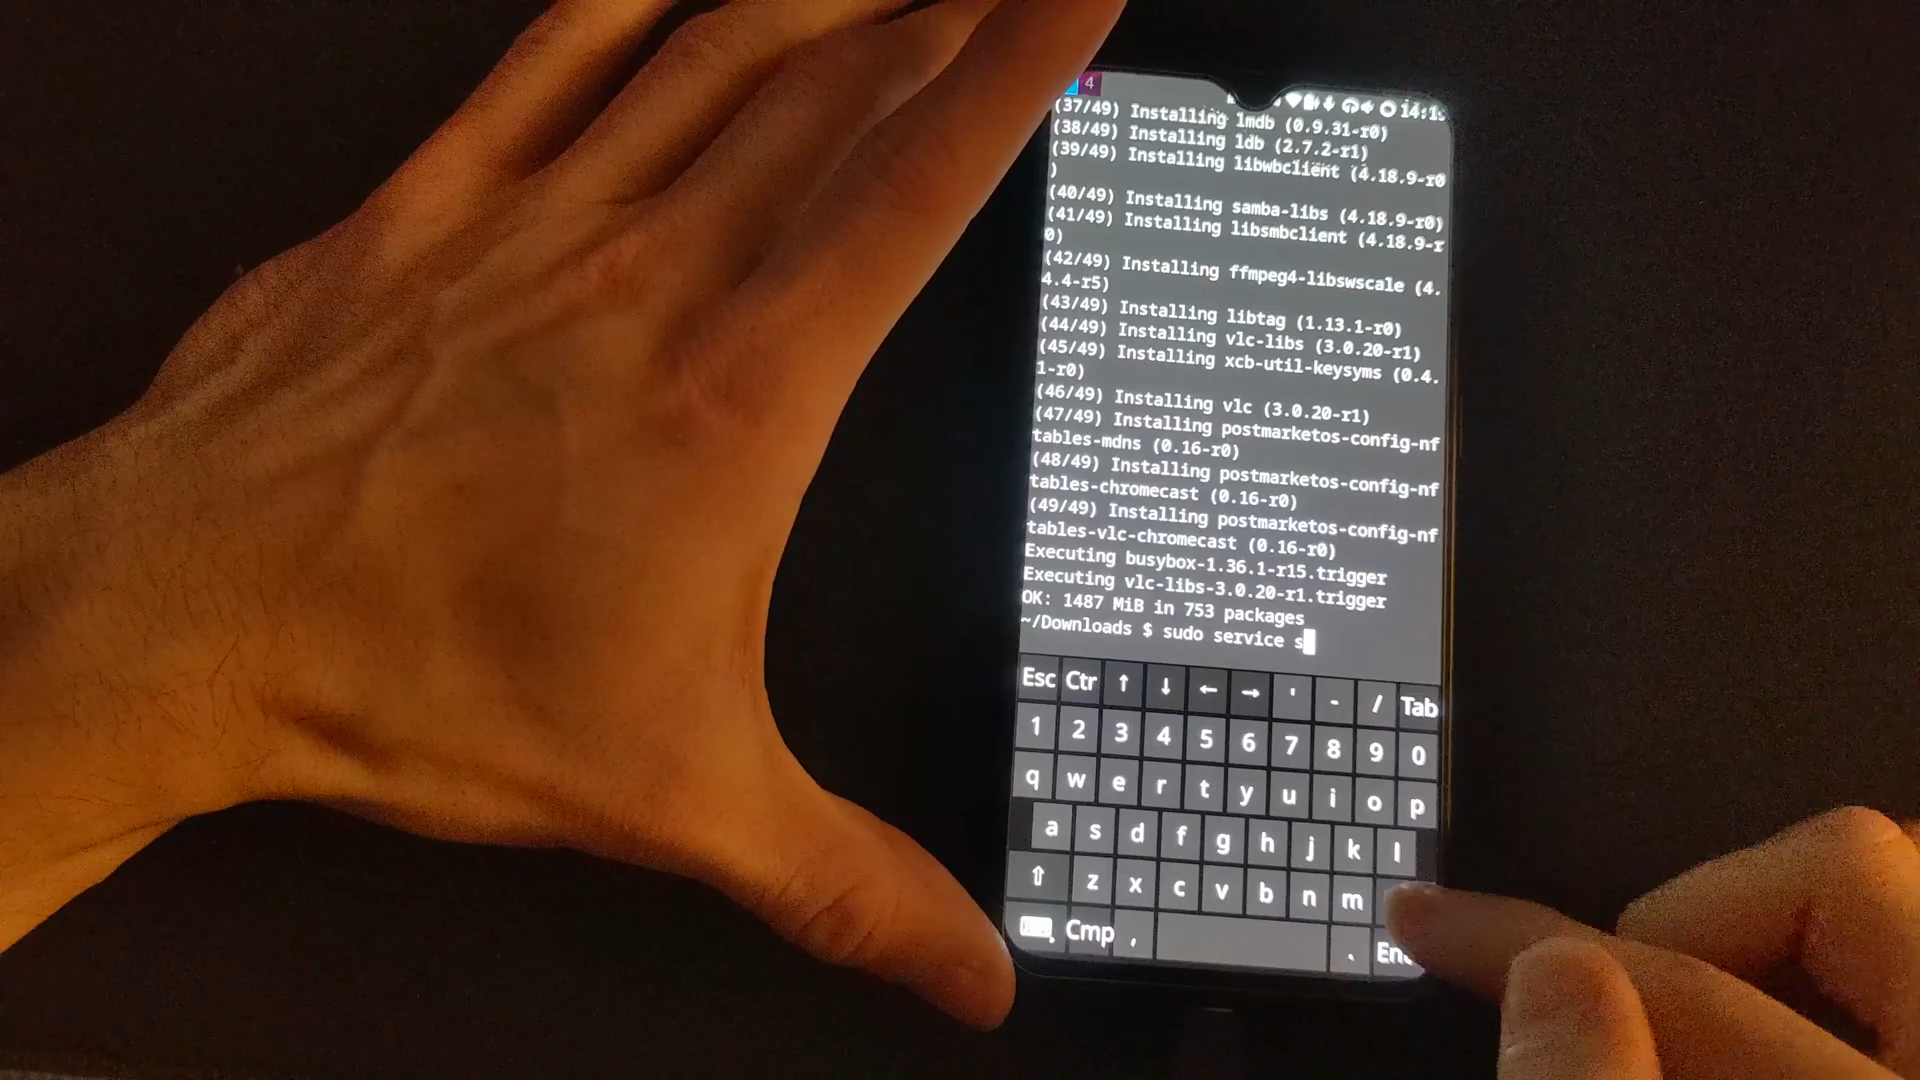 4
14:1
(37/49) Installing lmdb (0.9.31-r0)
(38/49) Installing ldb (2.7.2-r1)
(39/49) Installing libwbclient (4.18.9-r0
)
(40/49) Installing samba-libs (4.18.9-r0)
(41/49) Installing libsmbclient (4.18.9-r
0)
(42/49) Installing ffmpeg4-libswscale (4.
4.4-r5)
(43/49) Installing libtag (1.13.1-r0)
(44/49) Installing vlc-libs (3.0.20-r1)
(45/49) Installing xcb-util-keysyms (0.4.
1-r0)
(46/49) Installing vlc (3.0.20-r1)
(47/49) Installing postmarketos-config-nf
tables-mdns (0.16-r0)
(48/49) Installing postmarketos-config-nf
tables-chromecast (0.16-r0)
(49/49) Installing postmarketos-config-nf
tables-vlc-chromecast (0.16-r0)
Executing busybox-1.36.1-r15.trigger
Executing vlc-libs-3.0.20-r1.trigger
OK: 1487 MiB in 753 packages
~/Downloads $ sudo service s
Esc Ctr ↑ ↓ ← → ' - / Tab
1 2 3 4 5 6 7 8 9 0
q w e r t y u i o p
a s d f g h j k l
⇧ z x c v b n m
Cmp , . En